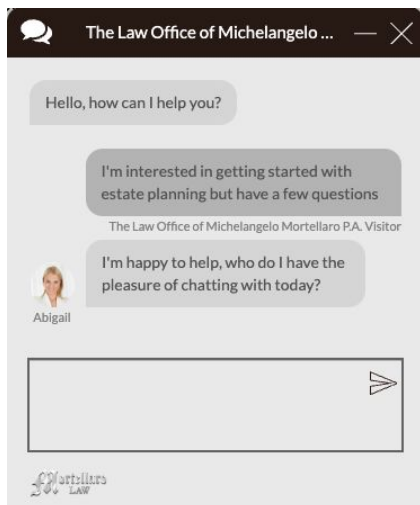 The Law Office of Michelangelo ...
Hello, how can I help you?
I'm interested in getting started with
estate planning but have a few questions
The Law Office of Michelangelo Mortellaro P.A. Visitor
I'm happy to help, who do I have the
pleasure of chatting with today?
Abigail
Mortellaro
LAW